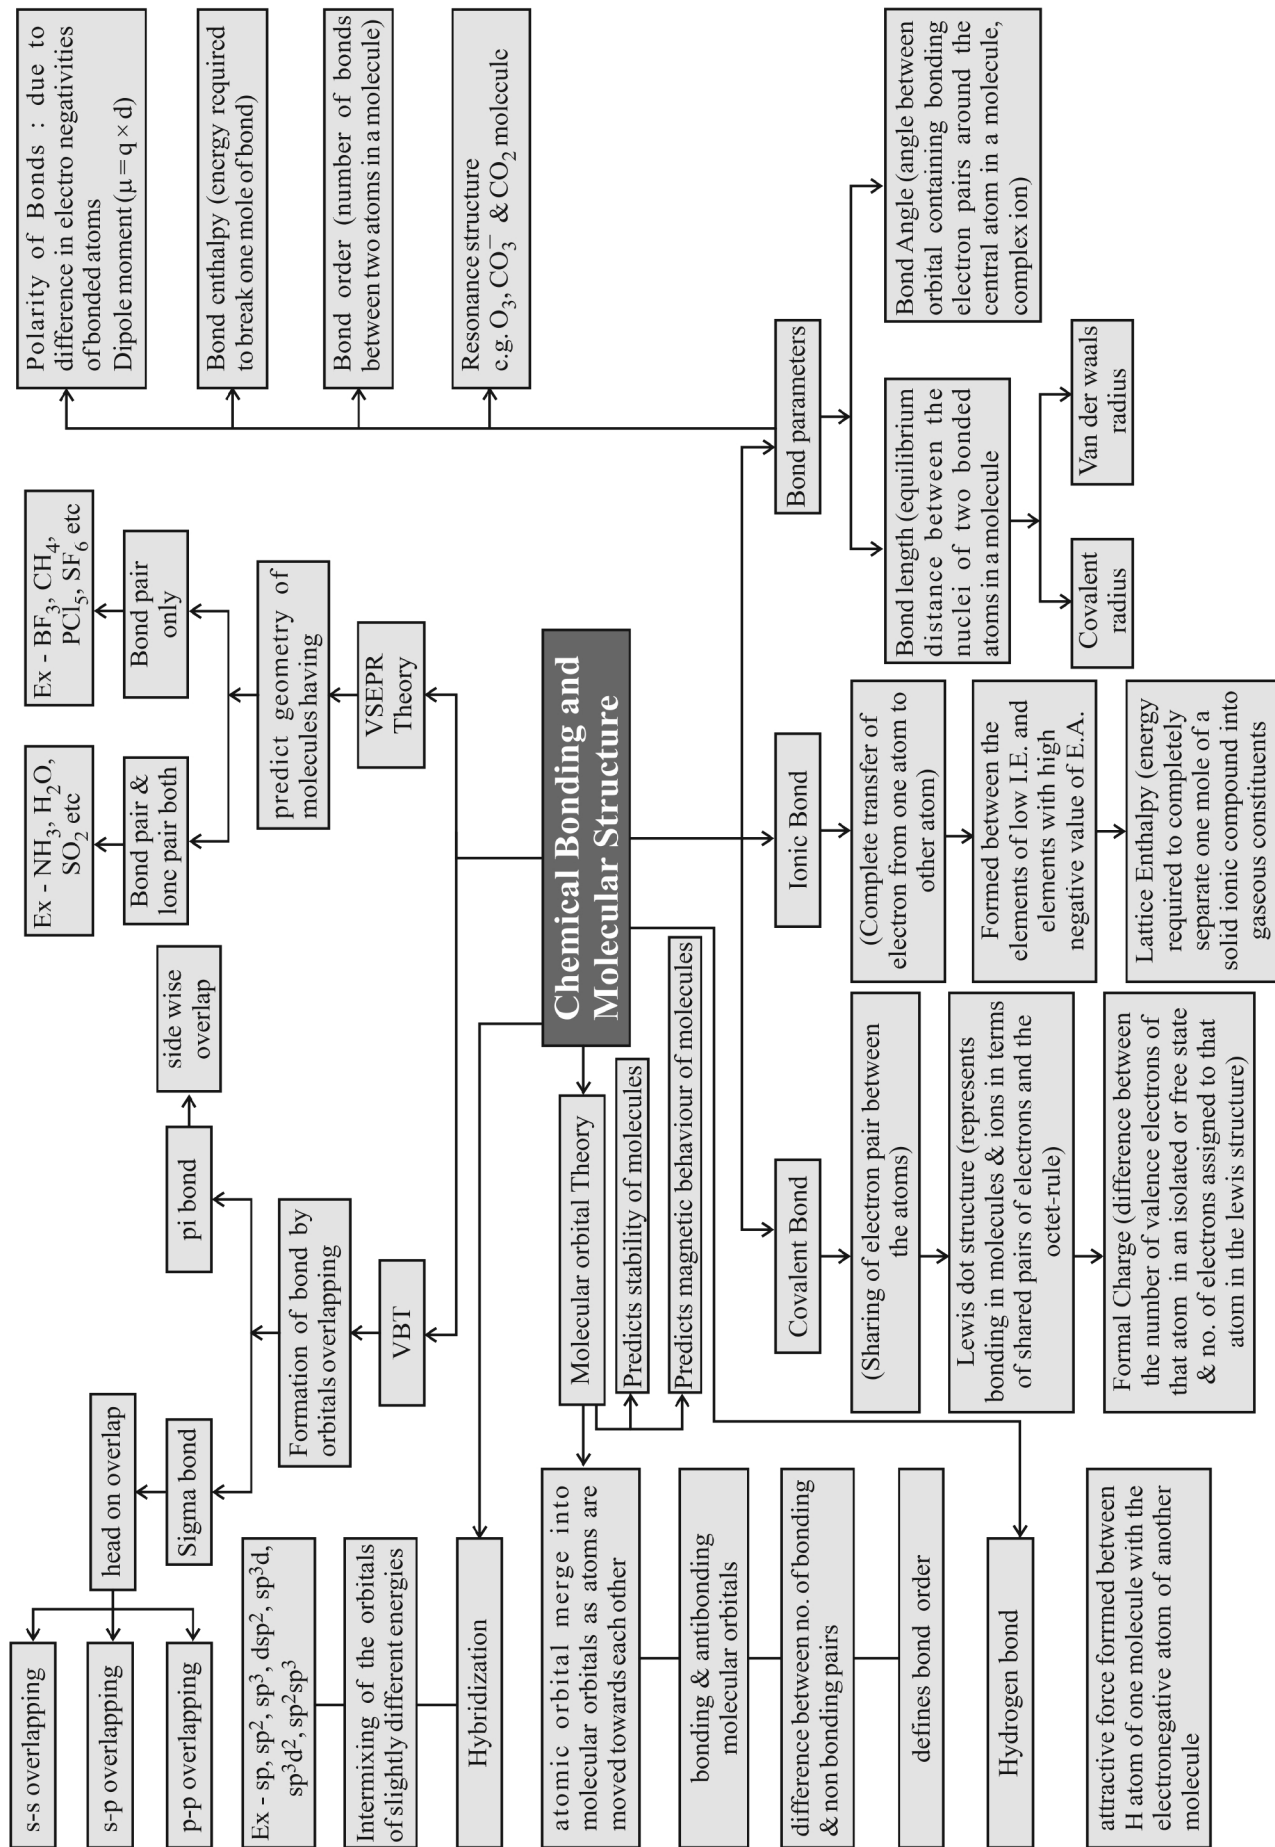 Chemical Bonding and
Molecular Structure
s-s overlapping
s-p overlapping
p-p overlapping
head on overlap
Sigma bond
pi bond
side wise
overlap
Formation of bond by
orbitals overlapping
VBT
Ex - NH₃, H₂O,
SO₂ etc
Bond pair &
lonc pair both
Ex - BF₃, CH₄,
PCl₅, SF₆ etc
Bond pair
only
predict geometry of
molecules having
VSEPR
Theory
Polarity of Bonds : due to
difference in electro negativities
of bonded atoms
Dipole moment (μ = q × d)
Bond enthalpy (energy required
to break one mole of bond)
Bond order (number of bonds
between two atoms in a molecule)
Resonance structure
c.g. O₃, CO₃⁻ & CO₂ moleculc
Ex - sp, sp², sp³, dsp², sp³d,
sp³d², sp²sp³
Intermixing of the orbitals
of slightly different energies
Hybridization
Molecular orbital Theory
Predicts stability of molecules
Predicts magnetic behaviour of molecules
atomic orbital merge into
molecular orbitals as atoms are
moved towards each other
bonding & antibonding
molecular orbitals
difference between no. of bonding
& non bonding pairs
defines bond order
Hydrogen bond
attractive force formed between
H atom of one molecule with the
electronegative atom of another
molecule
Covalent Bond
(Sharing of electron pair between
the atoms)
Lewis dot structure (represents
bonding in molecules & ions in terms
of shared pairs of electrons and the
octet-rule)
Formal Charge (difference between
the number of valence electrons of
that atom in an isolated or free state
& no. of electrons assigned to that
atom in the lewis structure)
Ionic Bond
(Complete transfer of
electron from one atom to
other atom)
Formed between the
elements of low I.E. and
elements with high
negative value of E.A.
Lattice Enthalpy (energy
required to completely
separate one mole of a
solid ionic compound into
gaseous constituents
Bond parameters
Bond length (equilibrium
distance between the
nuclei of two bonded
atoms in a molecule
Covalent
radius
Van der waals
radius
Bond Angle (angle between
orbital containing bonding
electron pairs around the
central atom in a molecule,
complex ion)